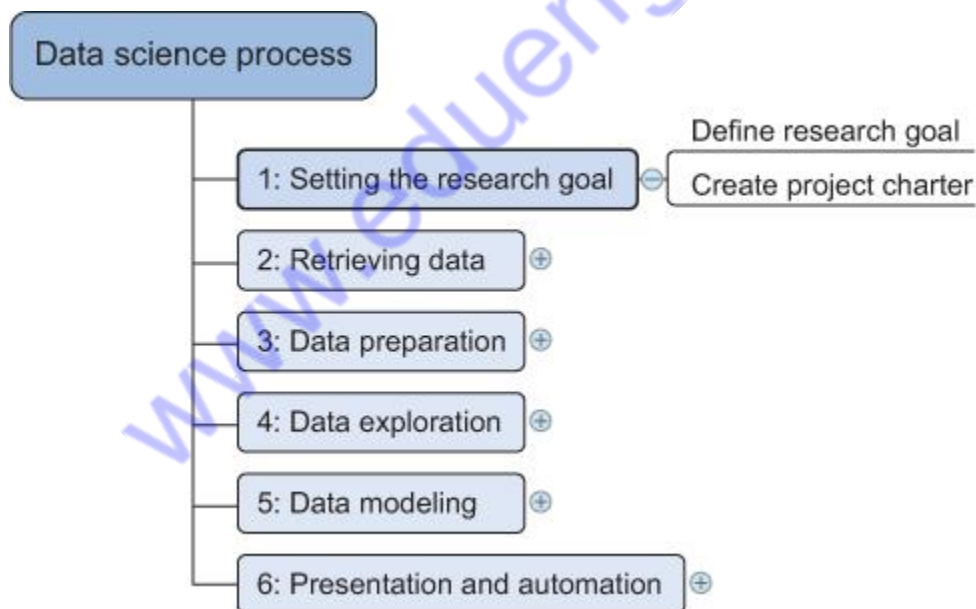 Data science process
1: Setting the research goal
Define research goal
Create project charter
2: Retrieving data
3: Data preparation
4: Data exploration
5: Data modeling
6: Presentation and automation
www.edueng